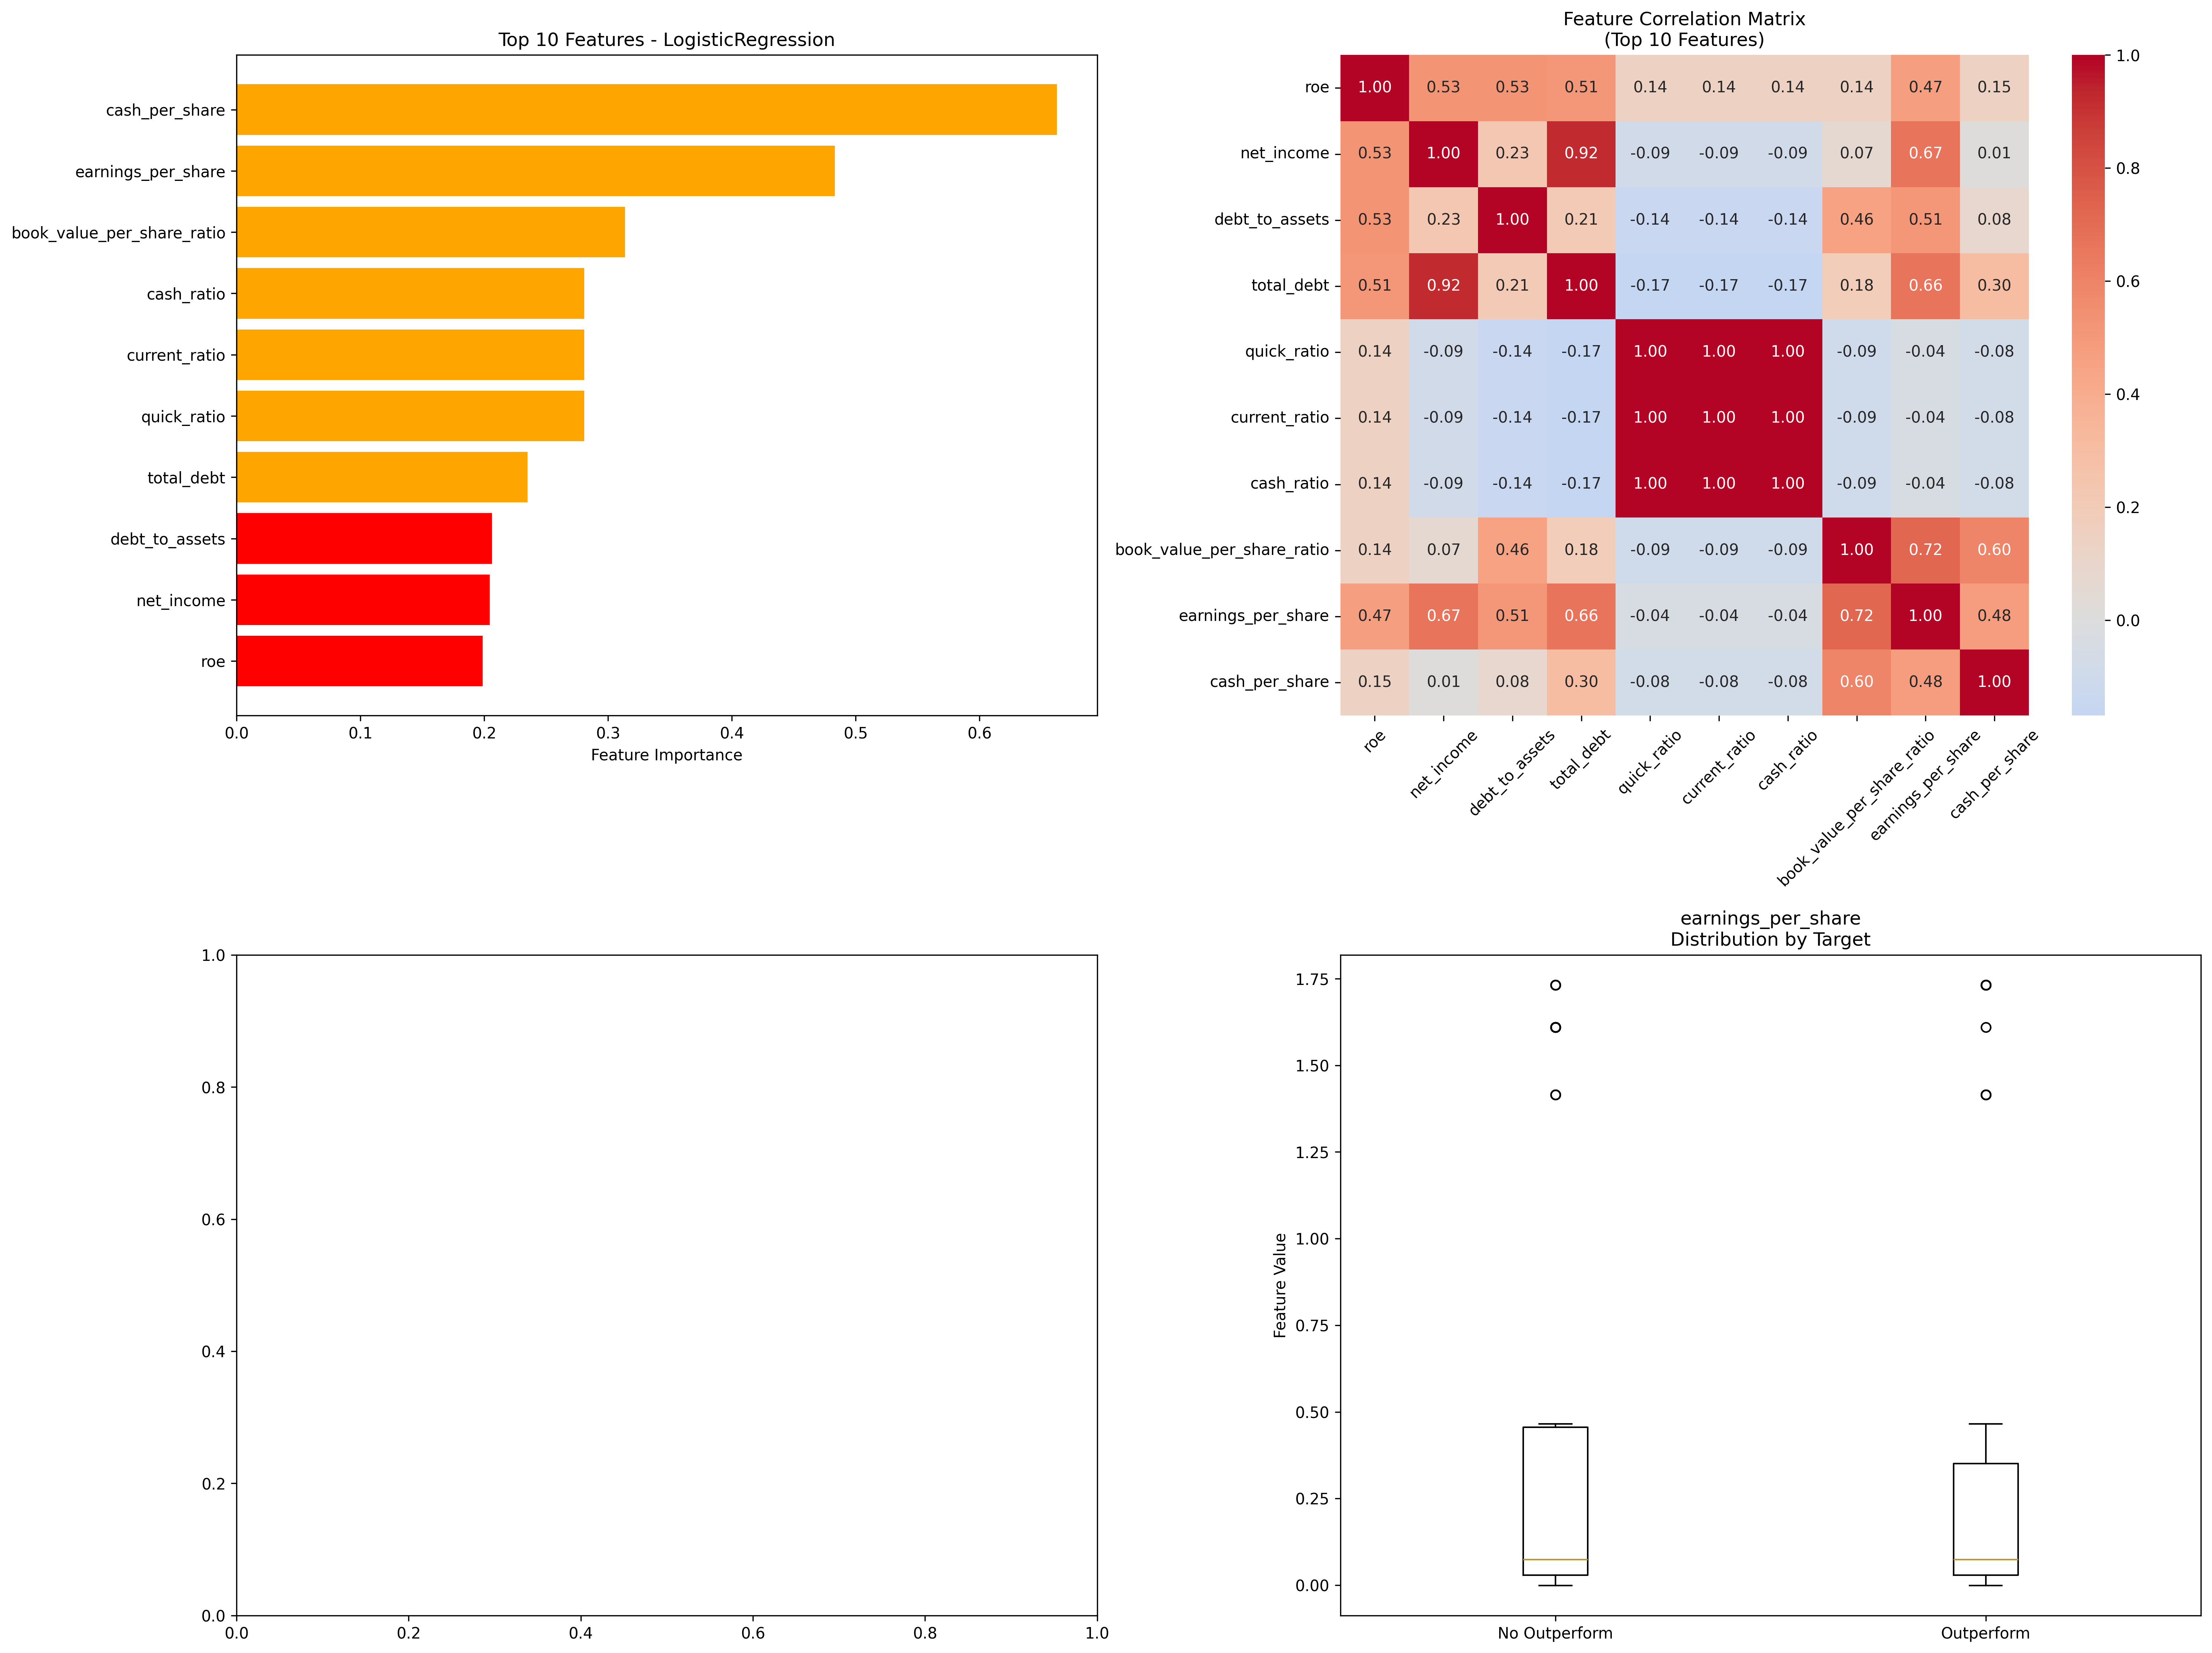 Top 10 Features - LogisticRegression
cash_per_share
earnings_per_share
book_value_per_share_ratio
cash_ratio
current_ratio
quick_ratio
total_debt
debt_to_assets
net_income
roe
0.0 0.1 0.2 0.3 0.4 0.5 0.6
Feature Importance
Feature Correlation Matrix
(Top 10 Features)
roe 1.00 0.53 0.53 0.51 0.14 0.14 0.14 0.14 0.47 0.15
net_income 0.53 1.00 0.23 0.92 -0.09 -0.09 -0.09 0.07 0.67 0.01
debt_to_assets 0.53 0.23 1.00 0.21 -0.14 -0.14 -0.14 0.46 0.51 0.08
total_debt 0.51 0.92 0.21 1.00 -0.17 -0.17 -0.17 0.18 0.66 0.30
quick_ratio 0.14 -0.09 -0.14 -0.17 1.00 1.00 1.00 -0.09 -0.04 -0.08
current_ratio 0.14 -0.09 -0.14 -0.17 1.00 1.00 1.00 -0.09 -0.04 -0.08
cash_ratio 0.14 -0.09 -0.14 -0.17 1.00 1.00 1.00 -0.09 -0.04 -0.08
book_value_per_share_ratio 0.14 0.07 0.46 0.18 -0.09 -0.09 -0.09 1.00 0.72 0.60
earnings_per_share 0.47 0.67 0.51 0.66 -0.04 -0.04 -0.04 0.72 1.00 0.48
cash_per_share 0.15 0.01 0.08 0.30 -0.08 -0.08 -0.08 0.60 0.48 1.00
roe
net_income
debt_to_assets
total_debt
quick_ratio
current_ratio
cash_ratio
book_value_per_share_ratio
earnings_per_share
cash_per_share
1.0
0.8
0.6
0.4
0.2
0.0
1.0
0.8
0.6
0.4
0.2
0.0
0.0 0.2 0.4 0.6 0.8 1.0
earnings_per_share
Distribution by Target
Feature Value
1.75
1.50
1.25
1.00
0.75
0.50
0.25
0.00
No Outperform
Outperform